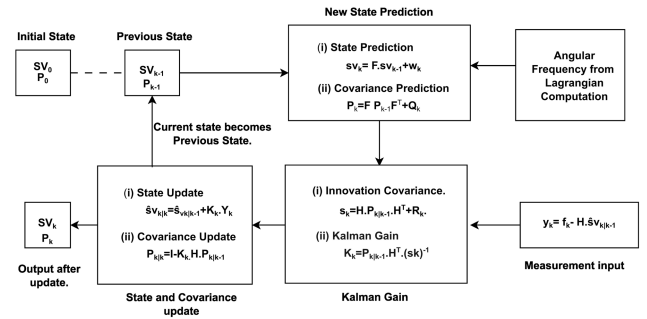 New State Prediction
Initial State
Previous State
SV₀
P₀
SVₖ₋₁
Pₖ₋₁
(i) State Prediction
svₖ= F.svₖ₋₁+wₖ
(ii) Covariance Prediction
Pₖ=F Pₖ₋₁Fᵀ+Qₖ
Angular
Frequency from
Lagrangian
Computation
Current state becomes
Previous State.
(i) State Update
ŝvₖ|ₖ=ŝᵥₖ|ₖ₋₁+Kₖ.Yₖ
(ii) Covariance Update
Pₖ|ₖ=I-Kₖ.H.Pₖ|ₖ₋₁
(i) Innovation Covariance.
sₖ=H.Pₖ|ₖ₋₁.Hᵀ+Rₖ.
(ii) Kalman Gain
Kₖ=Pₖ|ₖ₋₁.Hᵀ.(sk)⁻¹
yₖ= fₖ- H.ŝvₖ|ₖ₋₁
SVₖ
Pₖ
Output after
update.
State and Covariance
update
Kalman Gain
Measurement input